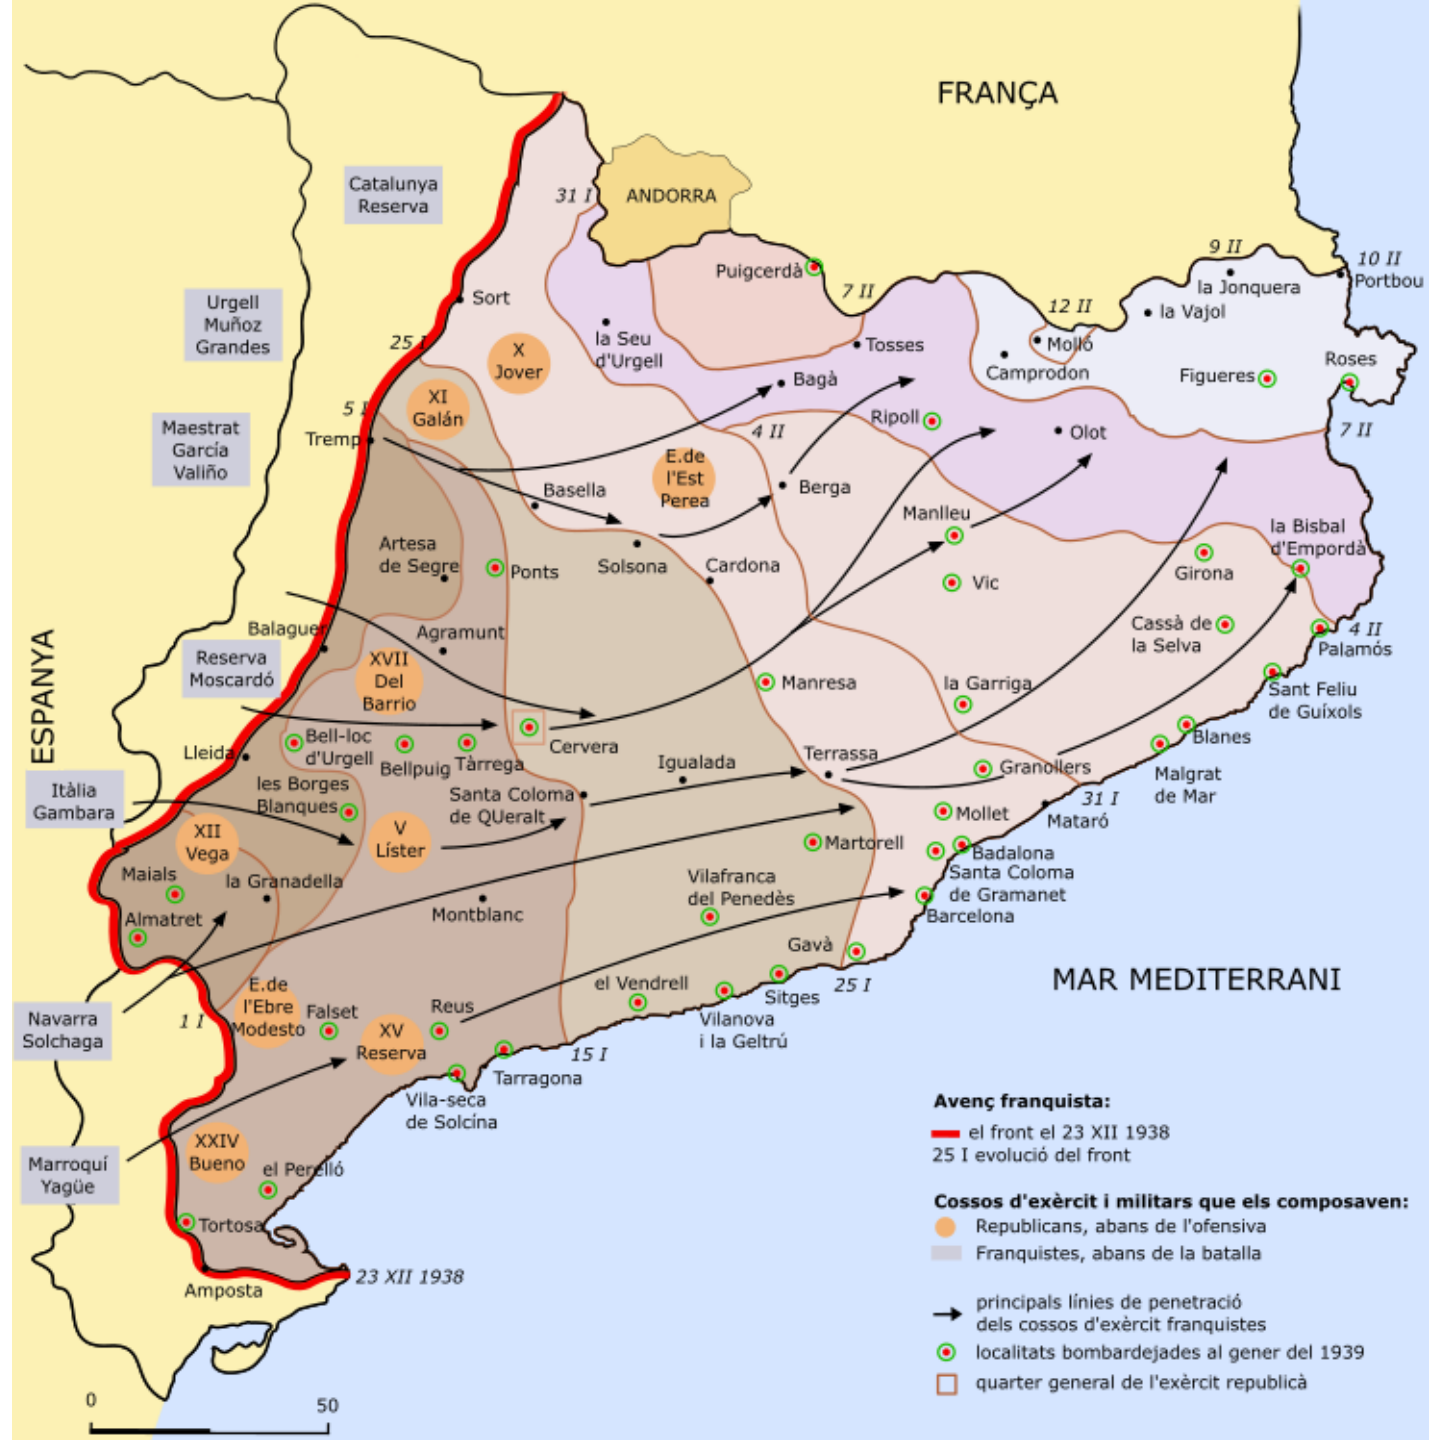 FRANÇA
Catalunya
Reserva
31 I
ANDORRA
9 II
10 II
Portbou
Puigcerdà
la Jonquera
7 II
12 II
la Vajol
Urgell
Muñoz
Grandes
Sort
la Seu
d'Urgell
Tosses
Molló
Camprodon
Roses
25 I
X
Jover
Bagà
Figueres
XI
Galán
5 I
Ripoll
7 II
Maestrat
García
Valiño
Tremp
4 II
Olot
E.de
l'Est
Perea
Basella
Berga
Manlleu
la Bisbal
d'Empordà
Artesa
de Segre
Ponts
Solsona
Cardona
Vic
Girona
Balaguer
Agramunt
Cassà de
la Selva
4 II
Palamós
ESPANYA
Reserva
Moscardó
XVII
Del
Barrio
Manresa
la Garriga
Sant Feliu
de Guíxols
Lleida
Bell-loc
d'Urgell
Bellpuig
Tàrrega
Cervera
Blanes
Igualada
Terrassa
Granollers
Malgrat
de Mar
Itàlia
Gambara
les Borges
Blanques
Santa Coloma
de QUeralt
31 I
Mataró
XII
Vega
V
Líster
Mollet
Martorell
Badalona
Santa Coloma
de Gramanet
Barcelona
Maials
la Granadella
Vilafranca
del Penedès
Almatret
Montblanc
Gavà
MAR MEDITERRANI
E.de
l'Ebre
Modesto
el Vendrell
Sitges
25 I
Navarra
Solchaga
1 I
Falset
Reus
XV
Reserva
Vilanova
i la Geltrú
15 I
Tarragona
Vila-seca
de Solcina
Marroquí
Yagüe
XXIV
Bueno
el Perelló
Tortosa
Amposta
23 XII 1938
Avenç franquista:
el front el 23 XII 1938
25 I evolució del front
Cossos d'exèrcit i militars que els composaven:
Republicans, abans de l'ofensiva
Franquistes, abans de la batalla
principals línies de penetració
dels cossos d'exèrcit franquistes
localitats bombardejades al gener del 1939
quarter general de l'exèrcit republicà
0
50